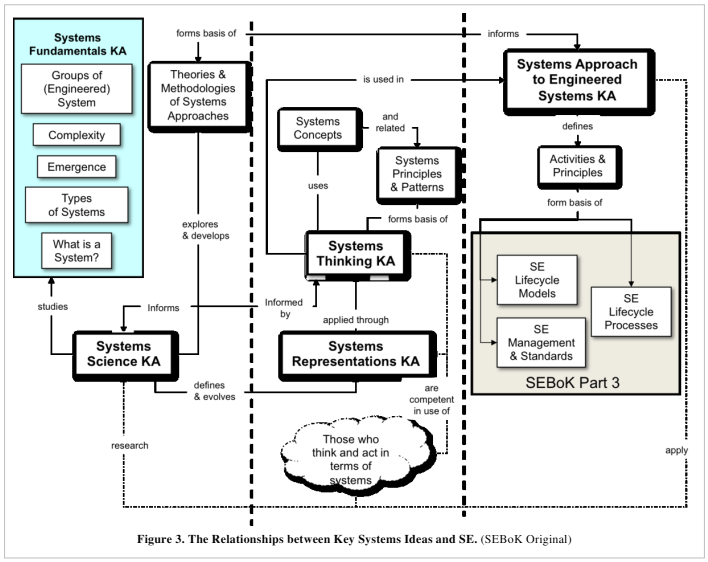 Systems
Fundamentals KA
Groups of
(Engineered)
System
Complexity
Emergence
Types
of Systems
What is a
System?
forms basis of
informs
Theories &
Methodologies
of Systems
Approaches
is used in
Systems Approach
to Engineered
Systems KA
Systems
Concepts
and
related
Systems
Principles
& Patterns
defines
Activities &
Principles
uses
forms basis of
form basis of
explores
& develops
Systems
Thinking KA
SE
Lifecycle
Models
SE
Lifecycle
Processes
SE
Management
& Standards
SEBoK Part 3
studies
Informs
Informed
by
applied through
Systems
Science KA
Systems
Representations KA
defines
& evolves
are
competent
in use of
research
Those who
think and act in
terms of
systems
apply
Figure 3. The Relationships between Key Systems Ideas and SE. (SEBoK Original)